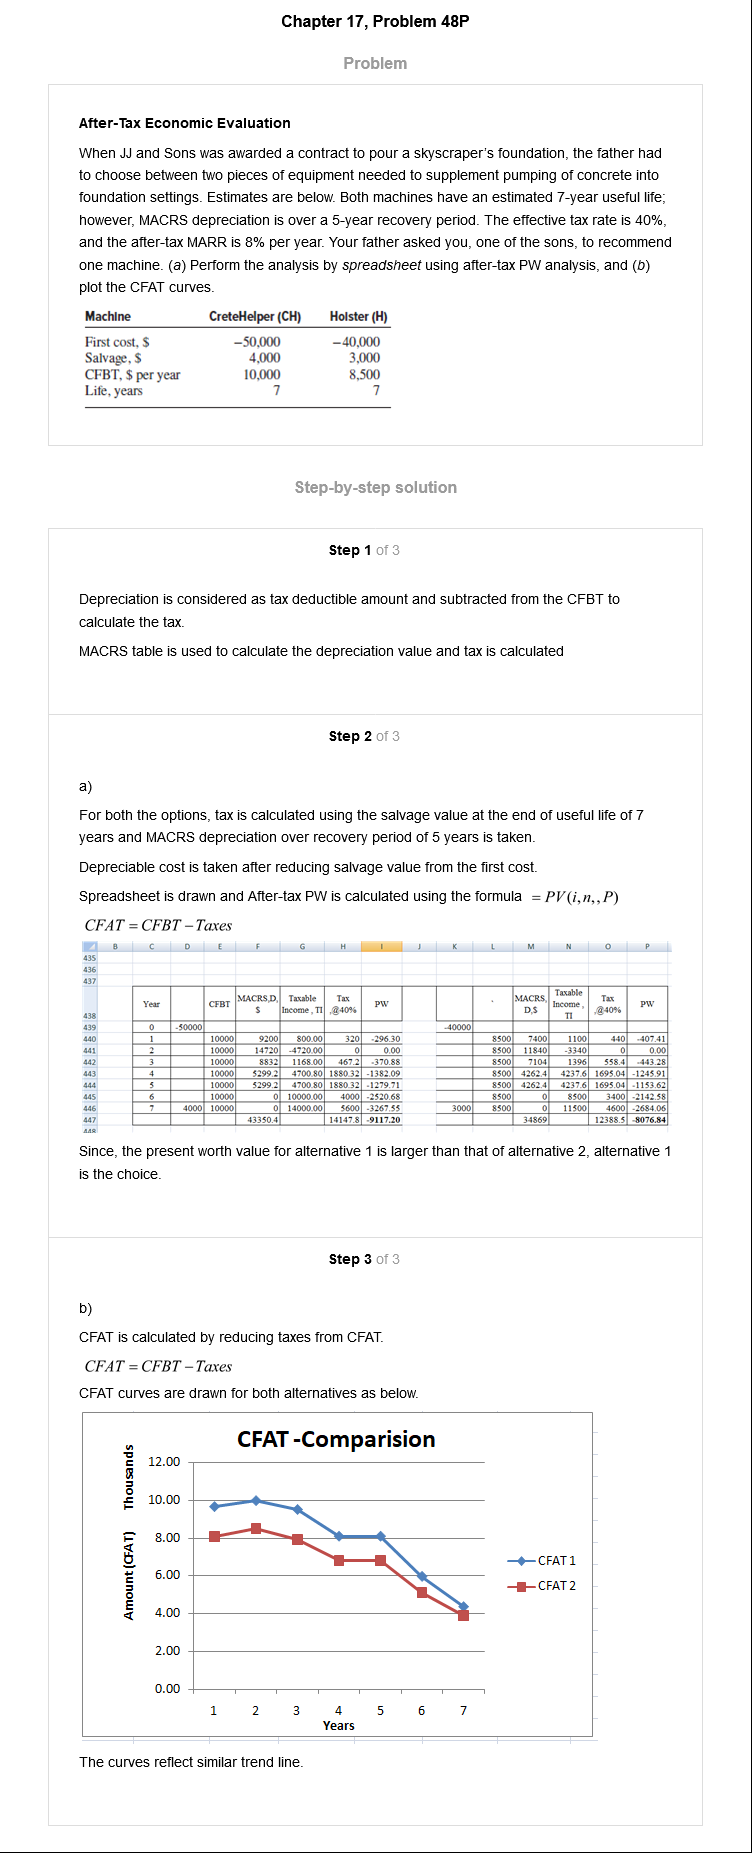 Chapter 17, Problem 48P
Problem
After-Tax Economic Evaluation
When JJ and Sons was awarded a contract to pour a skyscraper's foundation, the father had
to choose between two pieces of equipment needed to supplement pumping of concrete into
foundation settings. Estimates are below. Both machines have an estimated 7-year useful life;
however, MACRS depreciation is over a 5-year recovery period. The effective tax rate is 40%,
and the after-tax MARR is 8% per year. Your father asked you, one of the sons, to recommend
one machine. (a) Perform the analysis by spreadsheet using after-tax PW analysis, and (b)
plot the CFAT curves.
Machine CreteHelper (CH) Holster (H)
First cost, $ −50,000 −40,000
Salvage, $ 4,000 3,000
CFBT, $ per year 10,000 8,500
Life, years 7 7
Step-by-step solution
Step 1 of 3
Depreciation is considered as tax deductible amount and subtracted from the CFBT to
calculate the tax.
MACRS table is used to calculate the depreciation value and tax is calculated
Step 2 of 3
a)
For both the options, tax is calculated using the salvage value at the end of useful life of 7
years and MACRS depreciation over recovery period of 5 years is taken.
Depreciable cost is taken after reducing salvage value from the first cost.
Spreadsheet is drawn and After-tax PW is calculated using the formula = PV(i,n,,P)
CFAT = CFBT − Taxes
B C D E F G H I J K L M N O P
435
436
437
438 Year CFBT MACRS,D,$ Taxable Income, TI Tax ,@40% PW MACRS, D,$ Taxable Income, TI Tax ,@40% PW
439 0 -50000 -40000
440 1 10000 9200 800.00 320 -296.30 8500 7400 1100 440 -407.41
441 2 10000 14720 -4720.00 0 0.00 8500 11840 -3340 0 0.00
442 3 10000 8832 1168.00 467.2 -370.88 8500 7104 1396 558.4 -443.28
443 4 10000 5299.2 4700.80 1880.32 -1382.09 8500 4262.4 4237.6 1695.04 -1245.91
444 5 10000 5299.2 4700.80 1880.32 -1279.71 8500 4262.4 4237.6 1695.04 -1153.62
445 6 10000 0 10000.00 4000 -2520.68 8500 0 8500 3400 -2142.58
446 7 4000 10000 0 14000.00 5600 -3267.55 3000 8500 0 11500 4600 -2684.06
447 43350.4 14147.8 -9117.20 34869 12388.5 -8076.84
448
Since, the present worth value for alternative 1 is larger than that of alternative 2, alternative 1
is the choice.
Step 3 of 3
b)
CFAT is calculated by reducing taxes from CFAT.
CFAT = CFBT − Taxes
CFAT curves are drawn for both alternatives as below.
CFAT -Comparision
Amount (CFAT) Thousands
12.00
10.00
8.00
6.00
4.00
2.00
0.00
1 2 3 4 5 6 7
Years
CFAT 1
CFAT 2
The curves reflect similar trend line.